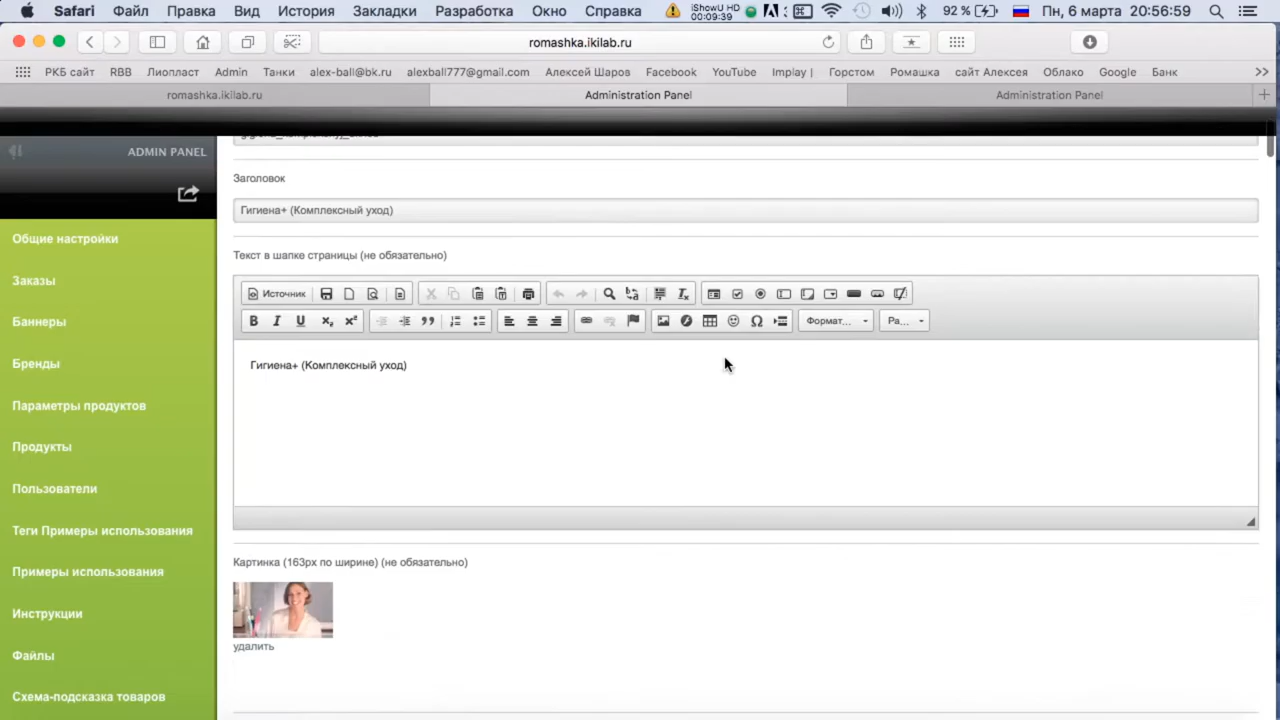 Safari Файл Правка Вид История Закладки Разработка Окно Справка iShowU HD 00:09:39 92 % Пн, 6 марта 20:56:59
romashka.ikilab.ru
РКБ сайт RBB Лиопласт Admin Танки alex-ball@bk.ru alexball777@gmail.com Алексей Шаров Facebook YouTube Implay | Горстом Ромашка сайт Алексея Облако Google Банк
romashka.ikilab.ru Administration Panel Administration Panel
ADMIN PANEL
Общие настройки
Заказы
Баннеры
Бренды
Параметры продуктов
Продукты
Пользователи
Теги Примеры использования
Примеры использования
Инструкции
Файлы
Схема-подсказка товаров
Заголовок
Гигиена+ (Комплексный уход)
Текст в шапке страницы (не обязательно)
Источник
Формат... Ра...
Гигиена+ (Комплексный уход)
Картинка (163px по ширине) (не обязательно)
удалить